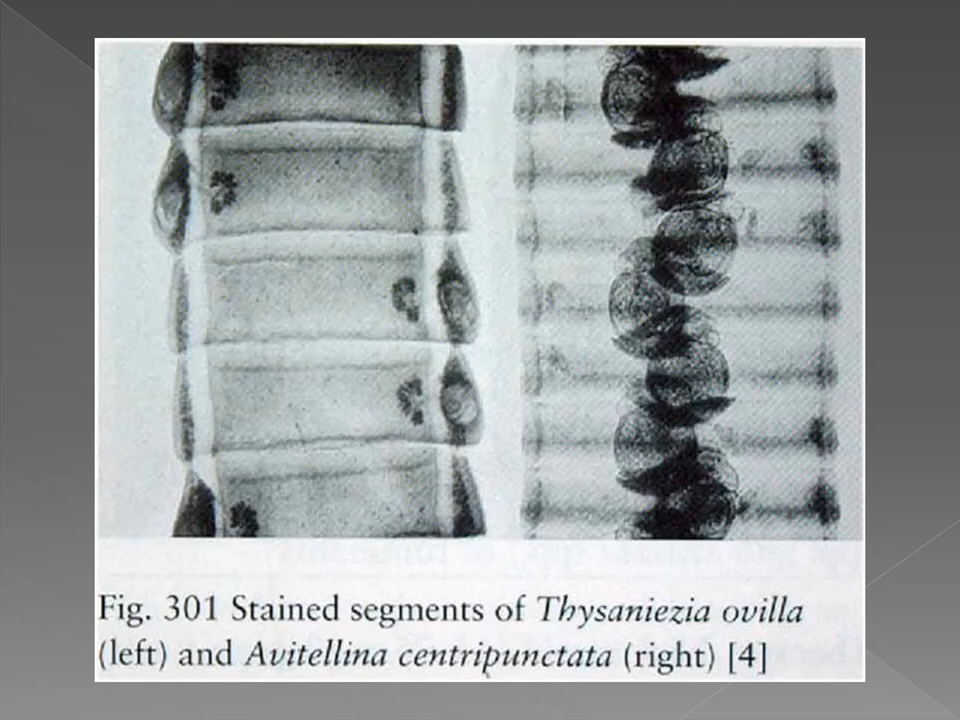 Fig. 301 Stained segments of Thysaniezia ovilla
(left) and Avitellina centripunctata (right) [4]